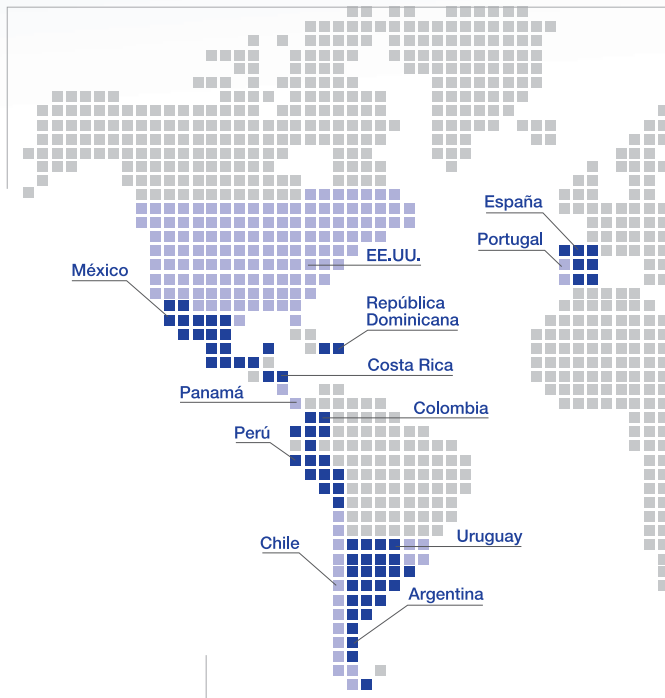 España
Portugal
EE.UU.
México
República
Dominicana
Costa Rica
Panamá
Colombia
Perú
Uruguay
Chile
Argentina